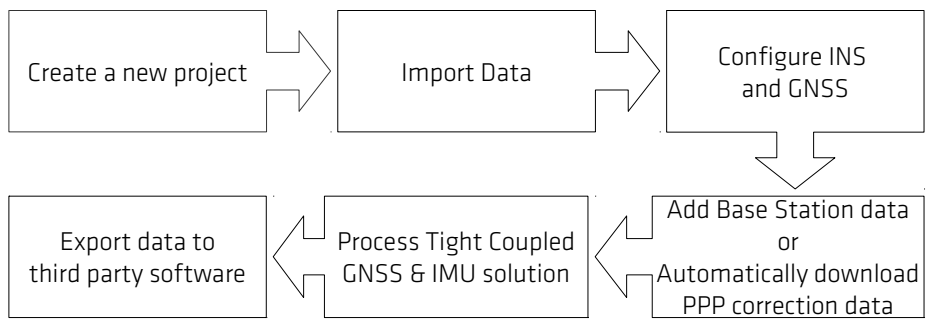 Create a new project
Import Data
Configure INS
and GNSS
Add Base Station data
or
Automatically download
PPP correction data
Process Tight Coupled
GNSS & IMU solution
Export data to
third party software